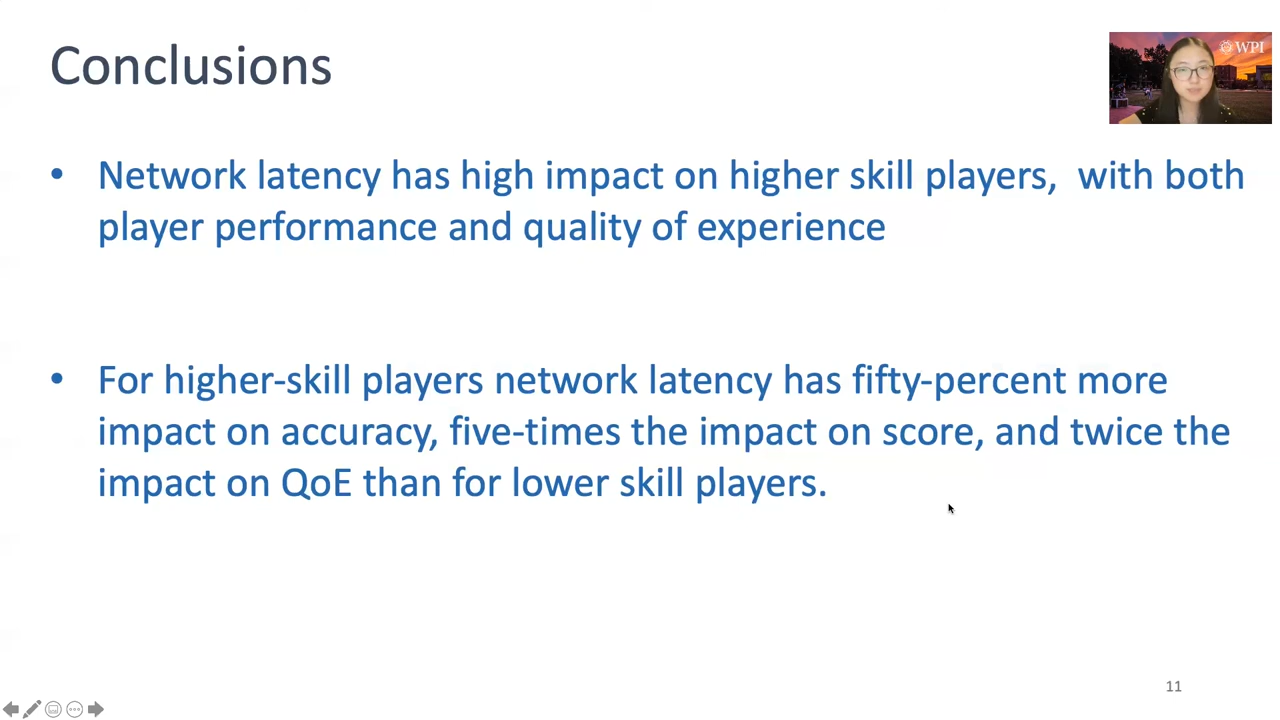 Conclusions
WPI
• Network latency has high impact on higher skill players,  with both
player performance and quality of experience
• For higher-skill players network latency has fifty-percent more
impact on accuracy, five-times the impact on score, and twice the
impact on QoE than for lower skill players.
11